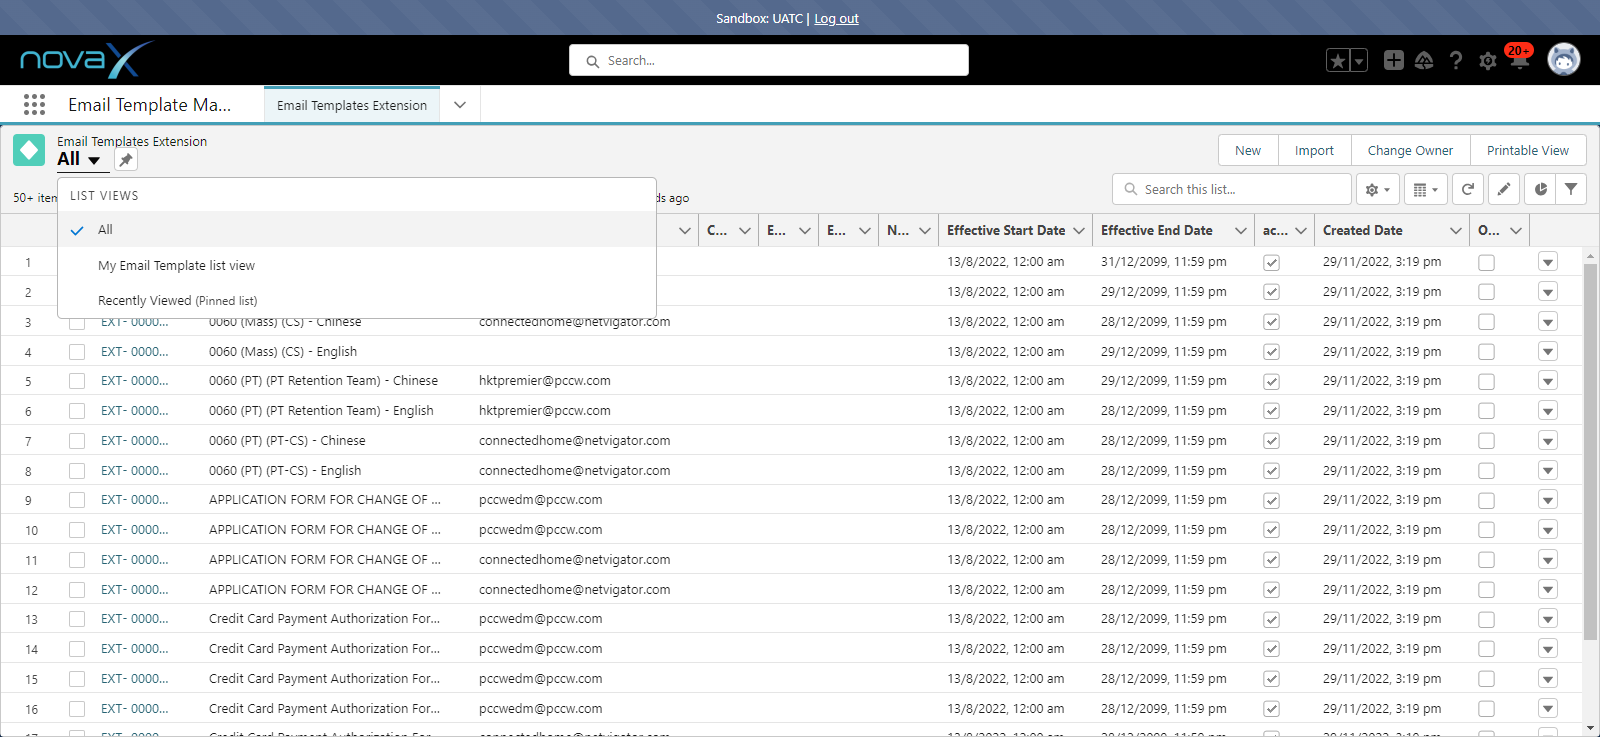 Sandbox: UATC | Log out
novaX
Search...
20+
Email Template Ma...
Email Templates Extension
Email Templates Extension
All
New
Import
Change Owner
Printable View
50+ item
ds ago
Search this list...
LIST VIEWS
All
My Email Template list view
Recently Viewed (Pinned list)
C... E... E... N... Effective Start Date Effective End Date ac... Created Date O...
1 13/8/2022, 12:00 am 31/12/2099, 11:59 pm 29/11/2022, 3:19 pm
2 13/8/2022, 12:00 am 29/12/2099, 11:59 pm 29/11/2022, 3:19 pm
3 EXT- 0000... 0060 (Mass) (CS) - Chinese connectedhome@netvigator.com 13/8/2022, 12:00 am 28/12/2099, 11:59 pm 29/11/2022, 3:19 pm
4 EXT- 0000... 0060 (Mass) (CS) - English 13/8/2022, 12:00 am 29/12/2099, 11:59 pm 29/11/2022, 3:19 pm
5 EXT- 0000... 0060 (PT) (PT Retention Team) - Chinese hktpremier@pccw.com 13/8/2022, 12:00 am 29/12/2099, 11:59 pm 29/11/2022, 3:19 pm
6 EXT- 0000... 0060 (PT) (PT Retention Team) - English hktpremier@pccw.com 13/8/2022, 12:00 am 28/12/2099, 11:59 pm 29/11/2022, 3:19 pm
7 EXT- 0000... 0060 (PT) (PT-CS) - Chinese connectedhome@netvigator.com 13/8/2022, 12:00 am 28/12/2099, 11:59 pm 29/11/2022, 3:19 pm
8 EXT- 0000... 0060 (PT) (PT-CS) - English connectedhome@netvigator.com 13/8/2022, 12:00 am 28/12/2099, 11:59 pm 29/11/2022, 3:19 pm
9 EXT- 0000... APPLICATION FORM FOR CHANGE OF ... pccwedm@pccw.com 13/8/2022, 12:00 am 28/12/2099, 11:59 pm 29/11/2022, 3:19 pm
10 EXT- 0000... APPLICATION FORM FOR CHANGE OF ... pccwedm@pccw.com 13/8/2022, 12:00 am 28/12/2099, 11:59 pm 29/11/2022, 3:19 pm
11 EXT- 0000... APPLICATION FORM FOR CHANGE OF ... connectedhome@netvigator.com 13/8/2022, 12:00 am 28/12/2099, 11:59 pm 29/11/2022, 3:19 pm
12 EXT- 0000... APPLICATION FORM FOR CHANGE OF ... connectedhome@netvigator.com 13/8/2022, 12:00 am 28/12/2099, 11:59 pm 29/11/2022, 3:19 pm
13 EXT- 0000... Credit Card Payment Authorization For... pccwedm@pccw.com 13/8/2022, 12:00 am 28/12/2099, 11:59 pm 29/11/2022, 3:19 pm
14 EXT- 0000... Credit Card Payment Authorization For... pccwedm@pccw.com 13/8/2022, 12:00 am 28/12/2099, 11:59 pm 29/11/2022, 3:19 pm
15 EXT- 0000... Credit Card Payment Authorization For... pccwedm@pccw.com 13/8/2022, 12:00 am 28/12/2099, 11:59 pm 29/11/2022, 3:19 pm
16 EXT- 0000... Credit Card Payment Authorization For... pccwedm@pccw.com 13/8/2022, 12:00 am 28/12/2099, 11:59 pm 29/11/2022, 3:19 pm